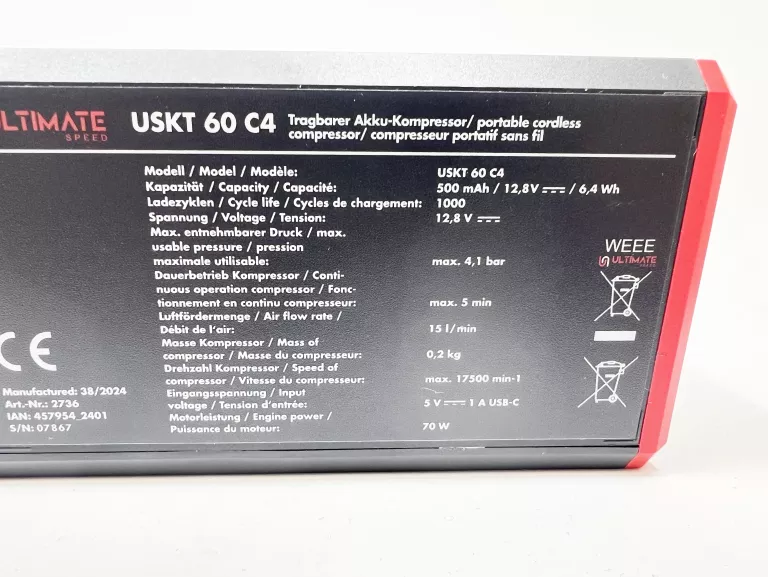 ULTIMATE
SPEED
USKT 60 C4
Tragbarer Akku-Kompressor/ portable cordless
compressor/ compresseur portatif sans fil
Modell / Model / Modèle: USKT 60 C4
Kapazität / Capacity / Capacité: 500 mAh / 12,8V ⎓ / 6,4 Wh
Ladezyklen / Cycle life / Cycles de chargement: 1000
Spannung / Voltage / Tension: 12,8 V ⎓
Max. entnehmbarer Druck / max.
usable pressure / pression
maximale utilisable: max. 4,1 bar
Dauerbetrieb Kompressor / Conti-
nuous operation compressor / Fonc-
tionnement en continu compresseur: max. 5 min
Luftfördermenge / Air flow rate /
Débit de l'air: 15 l/min
Masse Kompressor / Mass of
compressor / Masse du compresseur: 0,2 kg
Drehzahl Kompressor / Speed of
compressor / Vitesse du compresseur: max. 17500 min-1
Eingangsspannung / Input
voltage / Tension d'entrée: 5 V ⎓ 1 A USB-C
Motorleistung / Engine power /
Puissance du moteur: 70 W
WEEE
ULTIMATE
SPEED
CE
Manufactured: 38/2024
Art.-Nr.: 2736
IAN: 457954_2401
S/N: 07867